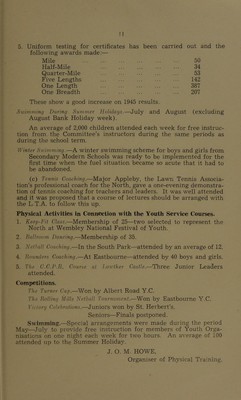 11
5. Uniform testing for certificates has been carried out and the
following awards made:—
Mile ... 50
Half-Mile ... 34
Quarter-Mile ... 53
Five Lengths ... 142
One Length ... 387
One Breadth ... 207
These show a good increase on 1945 results.
Swimming During Summer Holidays.—July and August (excluding
August Bank Holiday week).
An average of 2,000 children attended each week for free instruc-
tion from the Committee's instructors during the same periods as
during the school term.
Winter Swimming.—A winter swimming scheme for boys and girls from
Secondary Modern Schools was ready to be implemented for the
first time when the fuel situation became so acute that it had to
be abandoned.
(c) Tennis Coaching.—Major Appleby, the Lawn Tennis Associa-
tion's professional coach for the North, gave a one-evening demonstra-
tion of tennis coaching for teachers and leaders. It was well attended
and it was proposed that a course of lectures should be arranged with
the L.T.A. to follow this up.
Physical Activities in Connection with the Youth Service Courses.
1. Keep-Fit Class.—Membership of 25—two selected to represent the
North at Wembley National Festival of Youth.
2. Ballroom Dancing.—Membership of 39.
3. Netball Coaching.—In the South Park—attended by an average of 12.
4. Rounders Coaching.—At Eastbourne—attended by 40 boys and girls.
5. The C.C.P.R. Course at Lowther Castle.—Three Junior Leaders
attended.
Competitions.
The Turner Cup.—Won by Albert Road Y.C.
The Rolling Mills Netball Tournament.—Won by Eastbourne Y.C.
Victory Celebrations.—Juniors won by St. Herbert's.
Seniors—Finals postponed.
Swimming.—Special arrangements were made during the period
May—July to provide free instruction for members of Youth Orga-
nisations on one night each week for two hours. An average of 100
attended up to the Summer Holiday.
J. O. M. HOWE,
Organiser of Physical Training.